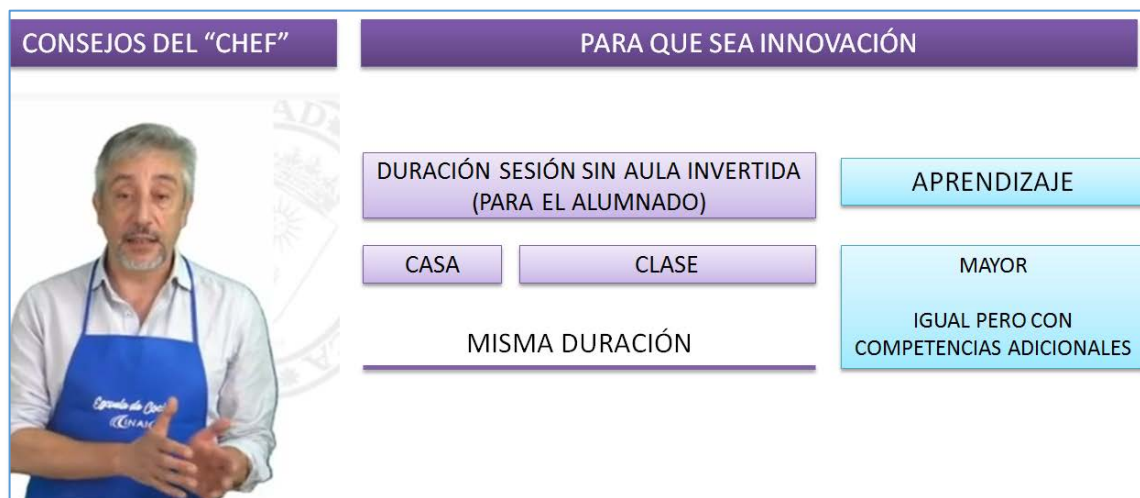 CONSEJOS DEL “CHEF”
PARA QUE SEA INNOVACIÓN
DURACIÓN SESIÓN SIN AULA INVERTIDA
(PARA EL ALUMNADO)
APRENDIZAJE
CASA
CLASE
MAYOR
IGUAL PERO CON
COMPETENCIAS ADICIONALES
MISMA DURACIÓN